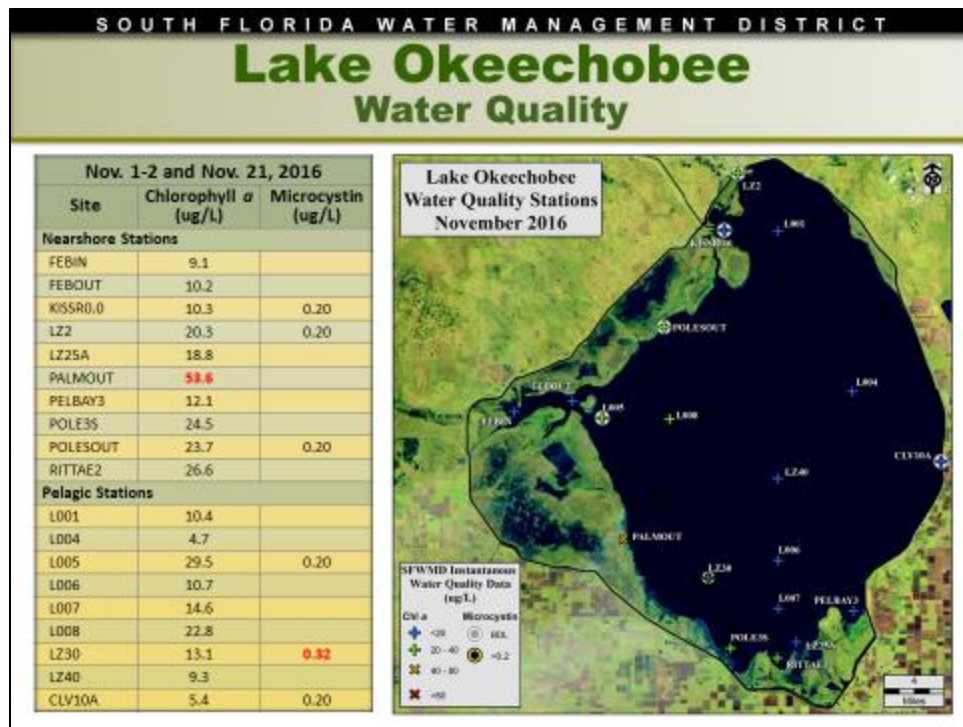 SOUTH FLORIDA WATER MANAGEMENT DISTRICT
Lake Okeechobee
Water Quality
Nov. 1-2 and Nov. 21, 2016
Site Chlorophyll a (ug/L) Microcystin (ug/L)
Nearshore Stations
FEBIN 9.1
FEBOUT 10.2
KISSR0.0 10.3 0.20
LZ2 20.3 0.20
LZ25A 18.8
PALMOUT 53.6
PELBAY3 12.1
POLE3S 24.5
POLESOUT 23.7 0.20
RITTAE2 26.6
Pelagic Stations
L001 10.4
L004 4.7
L005 29.5 0.20
L006 10.7
L007 14.6
L008 22.8
LZ30 13.1 0.32
LZ40 9.3
CLV10A 5.4 0.20
Lake Okeechobee
Water Quality Stations
November 2016
LZ2
L001
POLESOUT
L004
FEBIN
L005
L008
CLV10A
LZ40
PALMOUT
L006
LZ30
L007
PELBAY3
POLE3S
LZ25A
RITTAE2
SFWMD Instantanous
Water Quality Data
(ug/L)
Chl a Microcystin
<20 BDL
20 - 40 >0.2
Miles